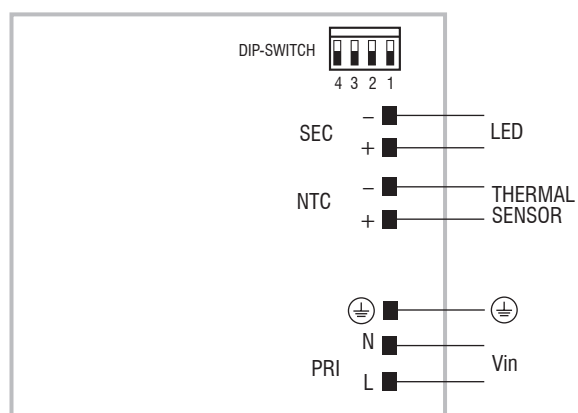 DIP-SWITCH
4 3 2 1
SEC
–
+
LED
NTC
–
+
THERMAL
SENSOR
PRI
N
L
Vin